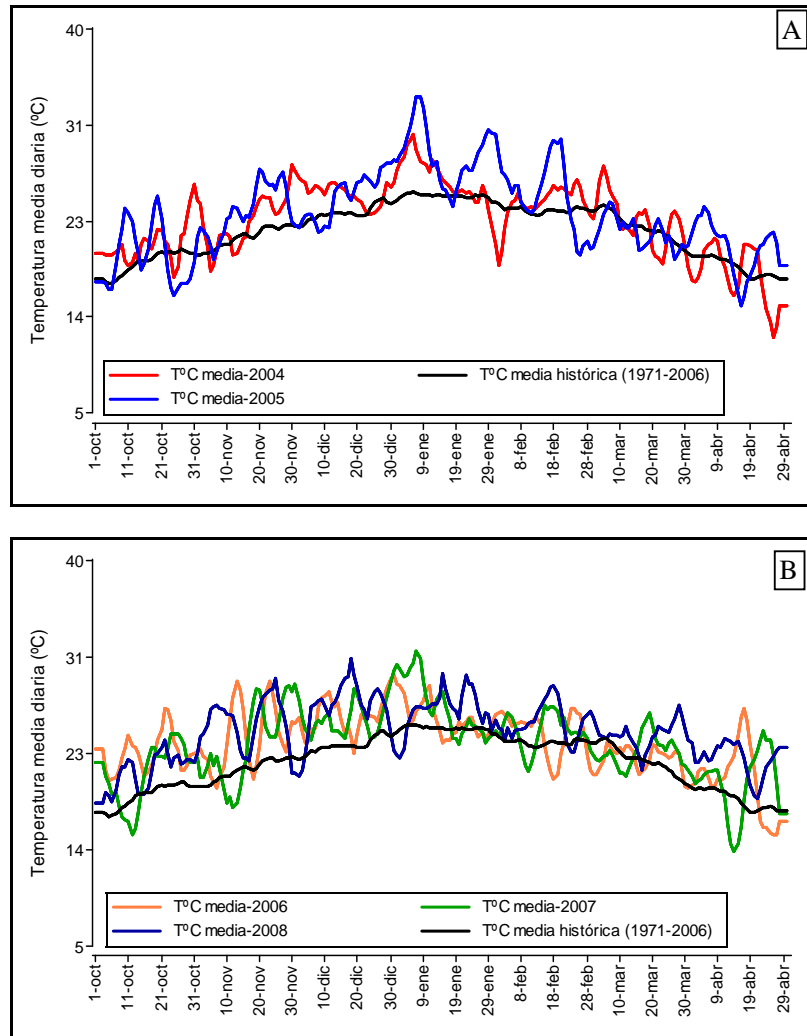 A
Temperatura media diaria (ºC)
40
31
23
14
5
TºC media-2004
TºC media histórica (1971-2006)
TºC media-2005
1-oct
11-oct
21-oct
31-oct
10-nov
20-nov
30-nov
10-dic
20-dic
30-dic
9-ene
19-ene
29-ene
8-feb
18-feb
28-feb
10-mar
20-mar
30-mar
9-abr
19-abr
29-abr
B
Temperatura media diaria (ºC)
40
31
23
14
5
TºC media-2006
TºC media-2007
TºC media-2008
TºC media histórica (1971-2006)
1-oct
11-oct
21-oct
31-oct
10-nov
20-nov
30-nov
10-dic
20-dic
30-dic
9-ene
19-ene
29-ene
8-feb
18-feb
28-feb
10-mar
20-mar
30-mar
9-abr
19-abr
29-abr